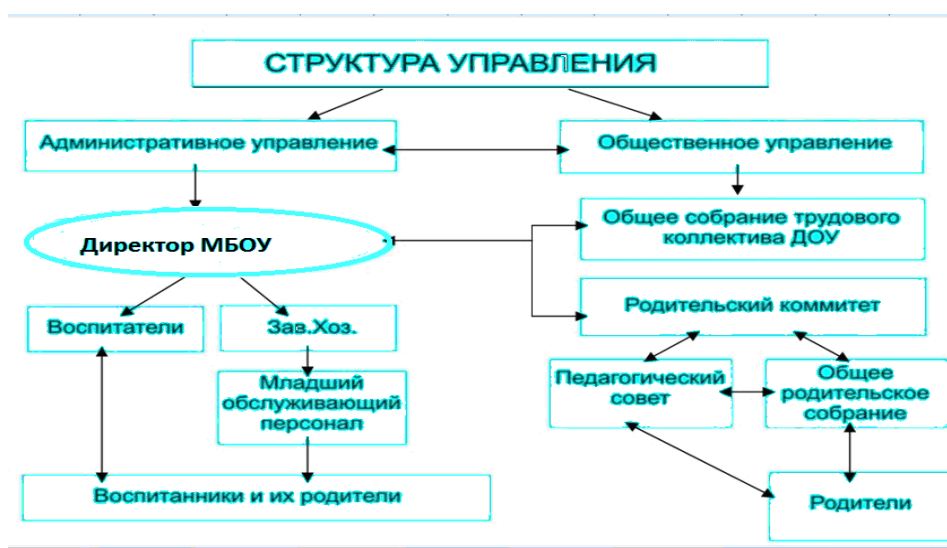 СТРУКТУРА УПРАВЛЕНИЯ
Административное управление
Общественное управление
Директор МБОУ
Общее собрание трудового
коллектива ДОУ
Родительский коммитет
Воспитатели
Зав.Хоз.
Младший
обслуживающий
персонал
Педагогический
совет
Общее
родительское
собрание
Воспитанники и их родители
Родители